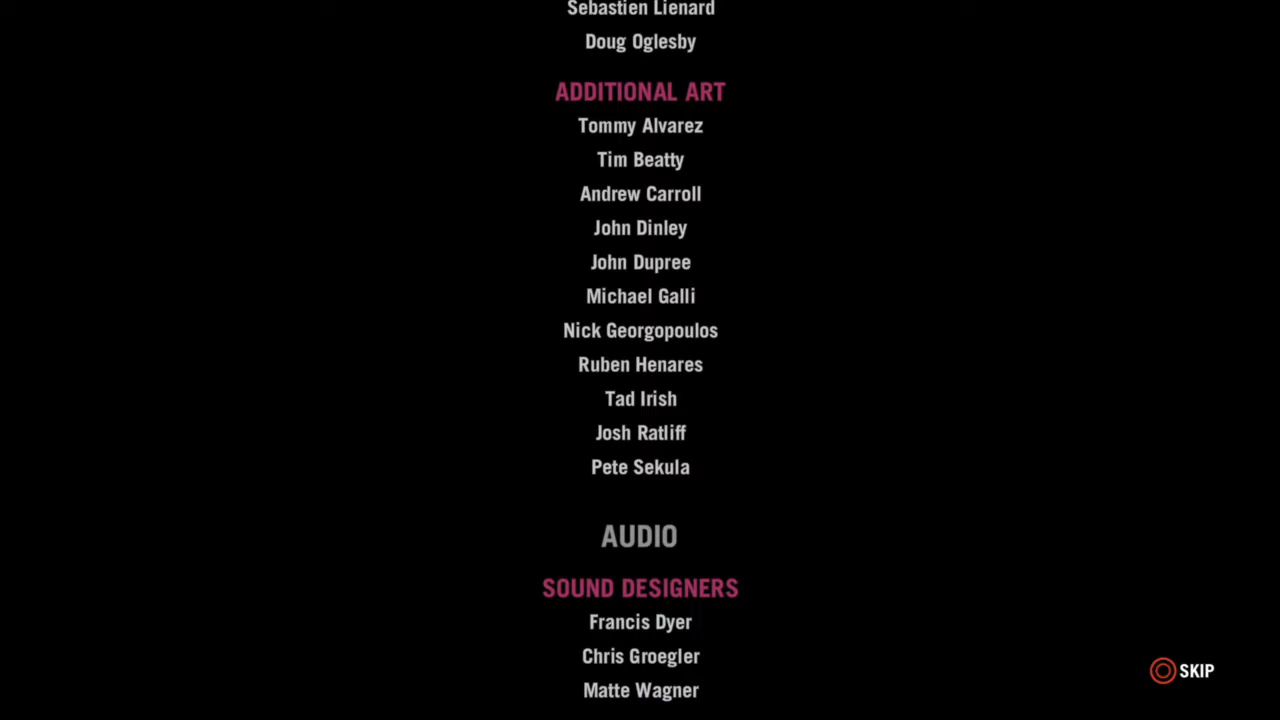 Sebastien Lienard
Doug Oglesby
ADDITIONAL ART
Tommy Alvarez
Tim Beatty
Andrew Carroll
John Dinley
John Dupree
Michael Galli
Nick Georgopoulos
Ruben Henares
Tad Irish
Josh Ratliff
Pete Sekula
AUDIO
SOUND DESIGNERS
Francis Dyer
Chris Groegler
Matte Wagner
SKIP